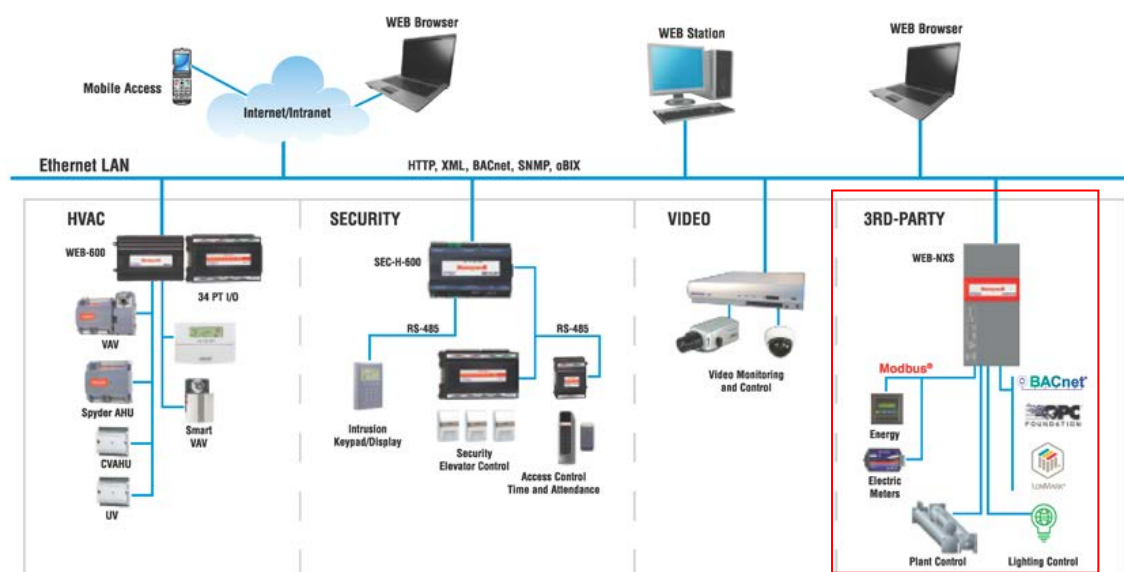 WEB Browser
WEB Station
WEB Browser
Mobile Access
Internet/Intranet
Ethernet LAN
HTTP, XML, BACnet, SNMP, oBIX
HVAC
WEB-600
34 PT I/O
VAV
Spyder AHU
Smart
VAV
CVAHU
UV
SECURITY
SEC-H-600
Honeywell
RS-485
RS-485
Intrusion
Keypad/Display
Security
Elevator Control
Access Control
Time and Attendance
VIDEO
Video Monitoring
and Control
3RD-PARTY
WEB-NXS
Honeywell
Modbus®
BACnet
OPC
FOUNDATION
Energy
LONMARK
Electric
Meters
Plant Control
Lighting Control